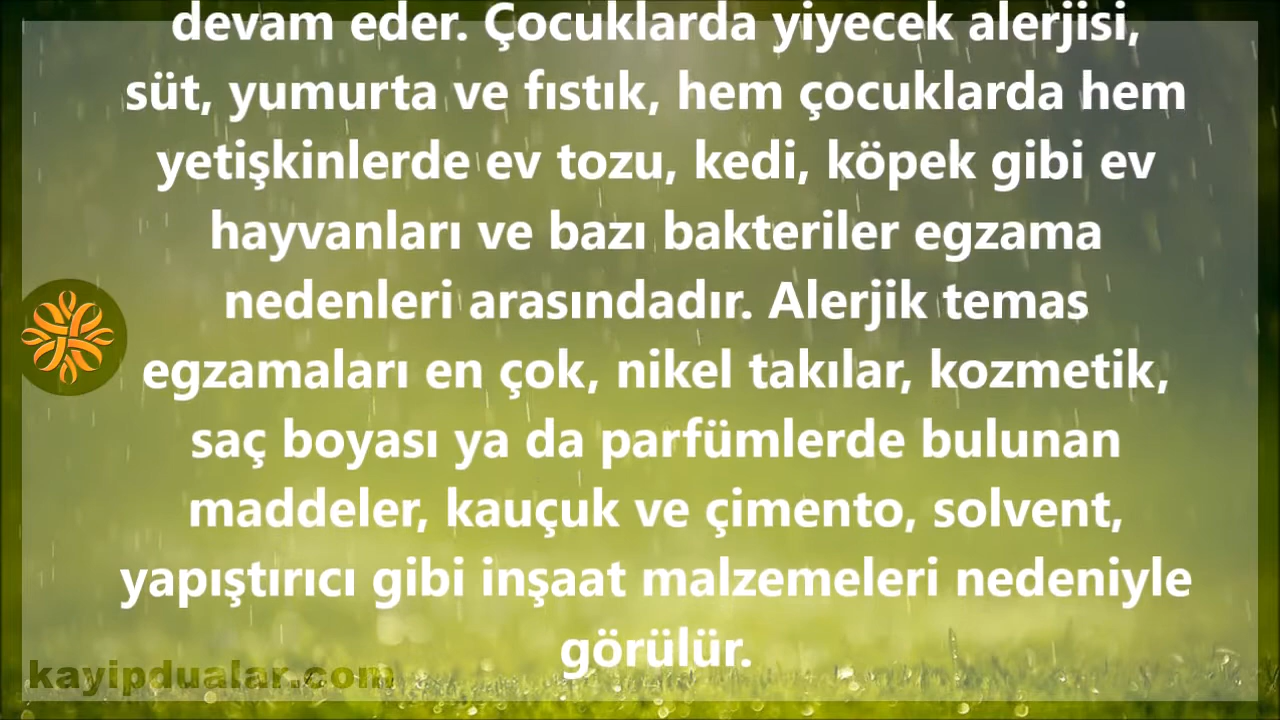 devam eder. Çocuklarda yiyecek alerjisi,
süt, yumurta ve fıstık, hem çocuklarda hem
yetişkinlerde ev tozu, kedi, köpek gibi ev
hayvanları ve bazı bakteriler egzama
nedenleri arasındadır. Alerjik temas
egzamaları en çok, nikel takılar, kozmetik,
saç boyası ya da parfümlerde bulunan
maddeler, kauçuk ve çimento, solvent,
yapıştırıcı gibi inşaat malzemeleri nedeniyle
görülür.
kayipdualar.com